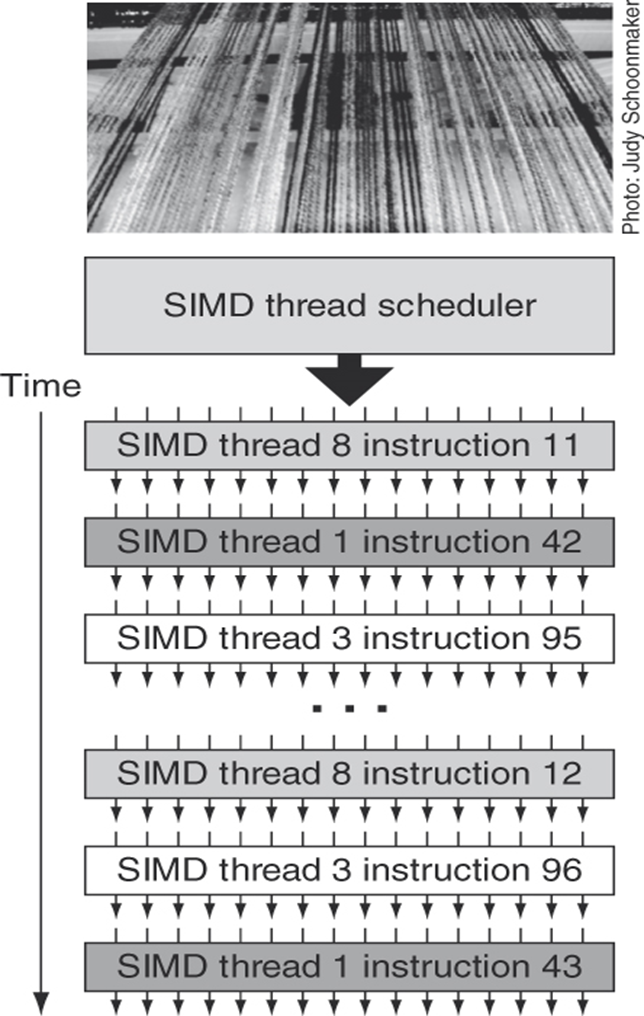 Photo: Judy Schoonmaker
SIMD thread scheduler
Time
SIMD thread 8 instruction 11
SIMD thread 1 instruction 42
SIMD thread 3 instruction 95
. . .
SIMD thread 8 instruction 12
SIMD thread 3 instruction 96
SIMD thread 1 instruction 43